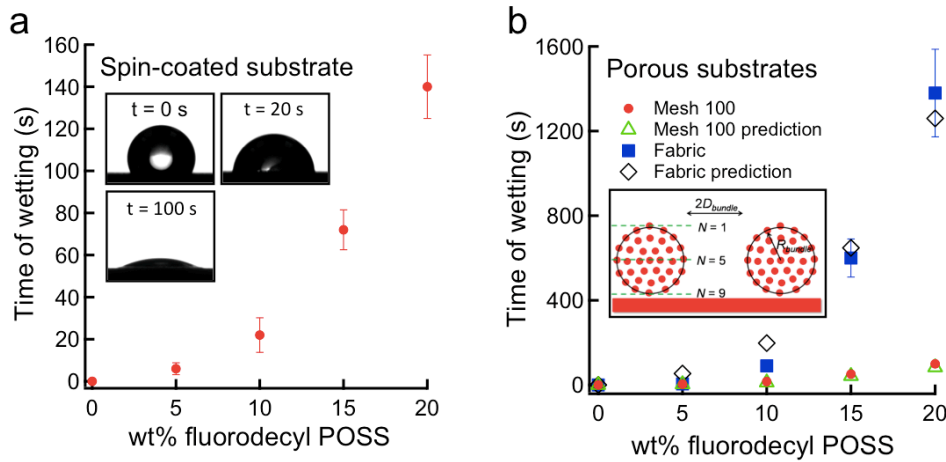 a
Spin-coated substrate
t = 0 s
t = 20 s
t = 100 s
Time of wetting (s)
160
140
120
100
80
60
40
20
0
0 5 10 15 20
wt% fluorodecyl POSS
b
Porous substrates
Mesh 100
Mesh 100 prediction
Fabric
Fabric prediction
2D_bundle
N = 1
R_bundle
N = 5
N = 9
Time of wetting (s)
1600
1200
800
400
0
0 5 10 15 20
wt% fluorodecyl POSS